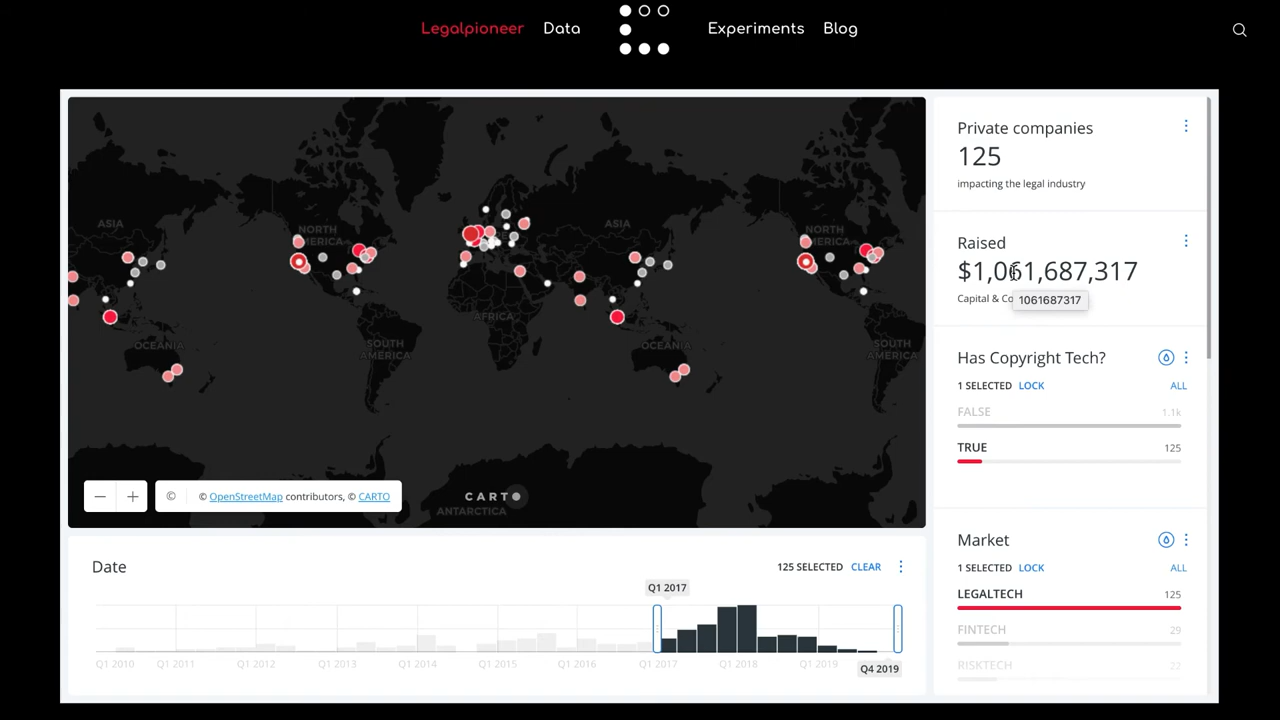 Legalpioneer Data Experiments Blog
Private companies
125
impacting the legal industry
Raised
$1,061,687,317
Capital & Co
1061687317
Has Copyright Tech?
1 SELECTED LOCK ALL
FALSE 1.1k
TRUE 125
Market
1 SELECTED LOCK ALL
LEGALTECH 125
FINTECH 29
RISKTECH 22
ASIA
NORTH
AMERICA
ASIA
NORTH
AMERICA
AFRICA
OCEANIA
SOUTH
AMERICA
OCEANIA
SOUTH
AMERICA
© © OpenStreetMap contributors, © CARTO
CARTO
ANTARCTICA
Date
125 SELECTED CLEAR
Q1 2017
Q1 2010 Q1 2011 Q1 2012 Q1 2013 Q1 2014 Q1 2015 Q1 2016 Q1 2017 Q1 2018 Q1 2019
Q4 2019